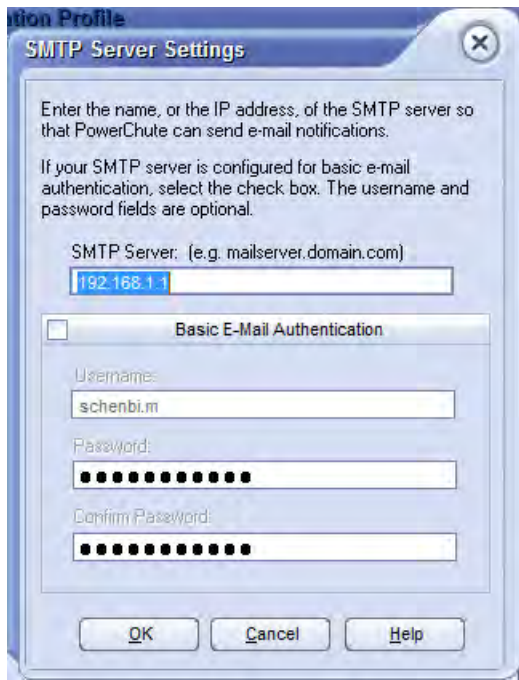 tion Profile
SMTP Server Settings
Enter the name, or the IP address, of the SMTP server so
that PowerChute can send e-mail notifications.
If your SMTP server is configured for basic e-mail
authentication, select the check box. The username and
password fields are optional.
SMTP Server: (e.g. mailserver.domain.com)
192.168.1.1
Basic E-Mail Authentication
Username:
schenbi.m
Password:
●●●●●●●●●●●
Confirm Password:
●●●●●●●●●●●
OK Cancel Help